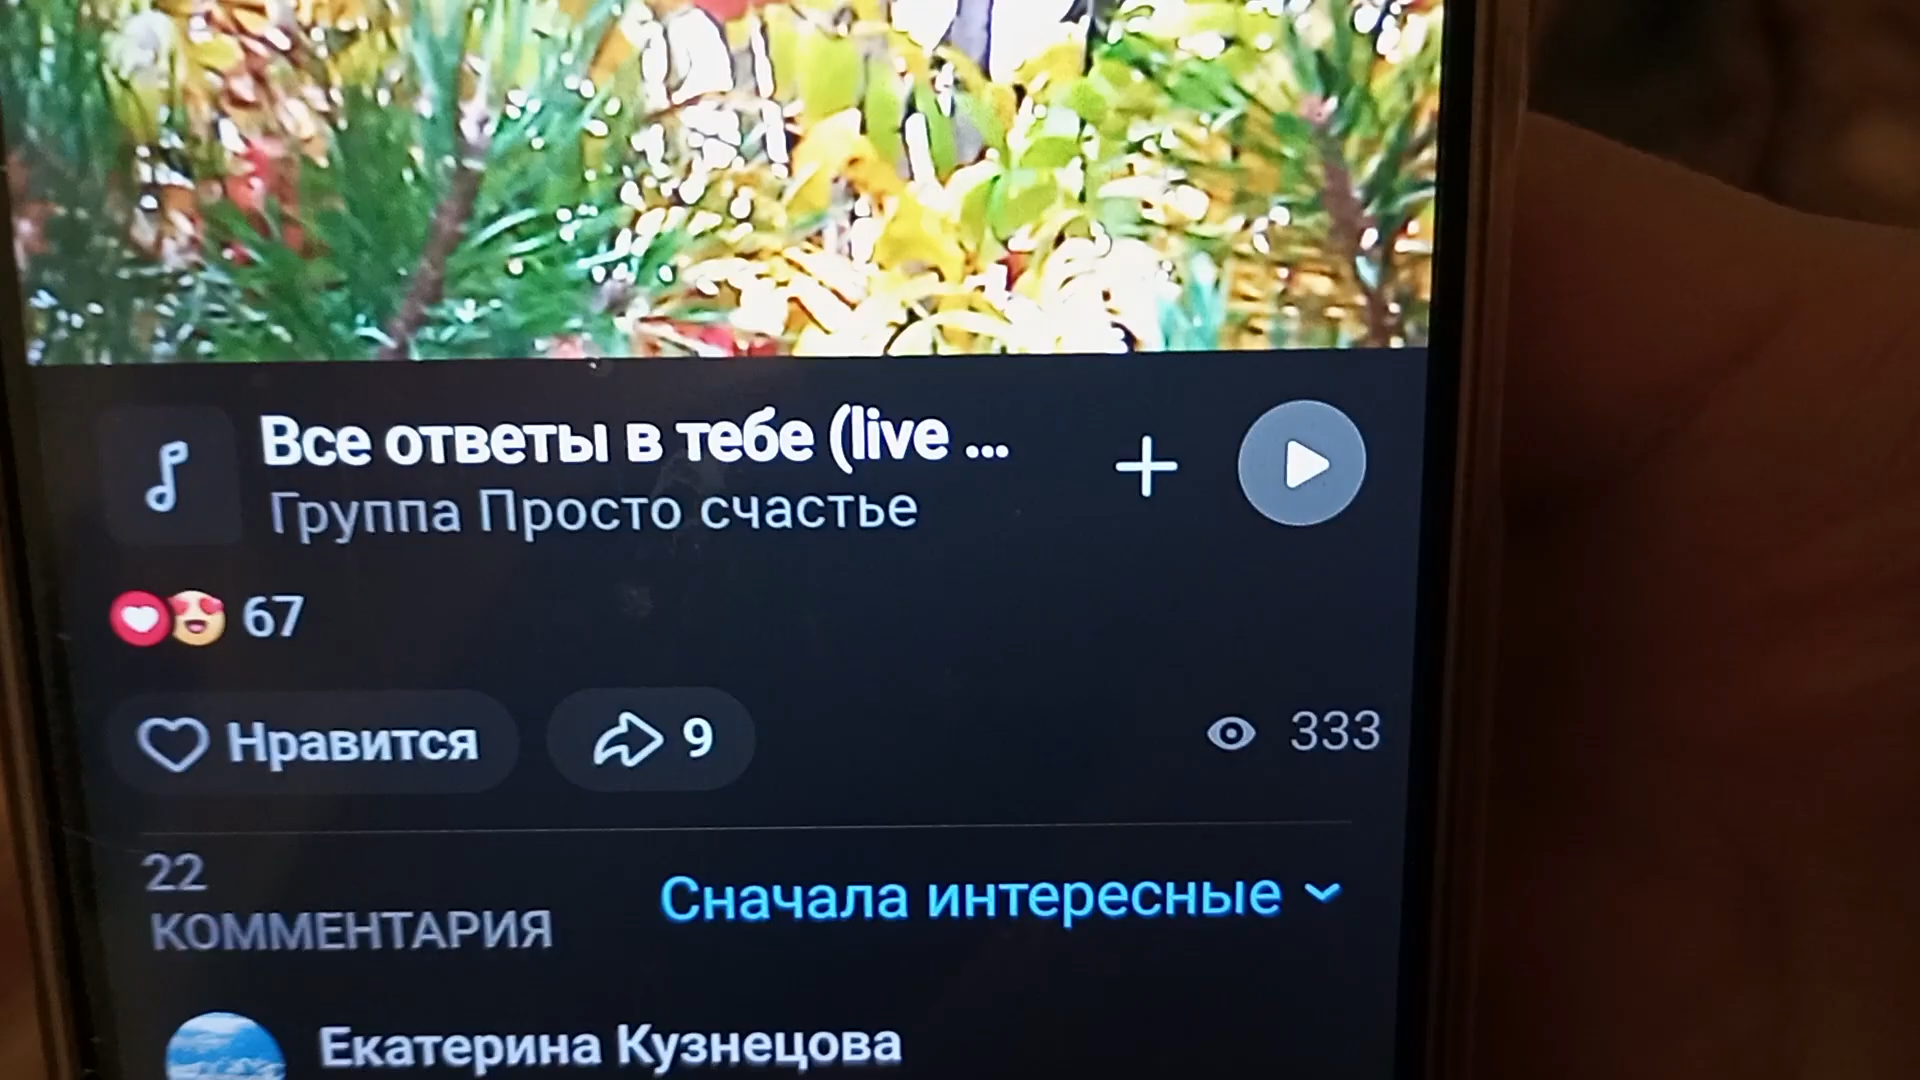 Все ответы в тебе (live ...
Группа Просто счастье
67
Нравится
9
333
22
КОММЕНТАРИЯ
Сначала интересные
Екатерина Кузнецова